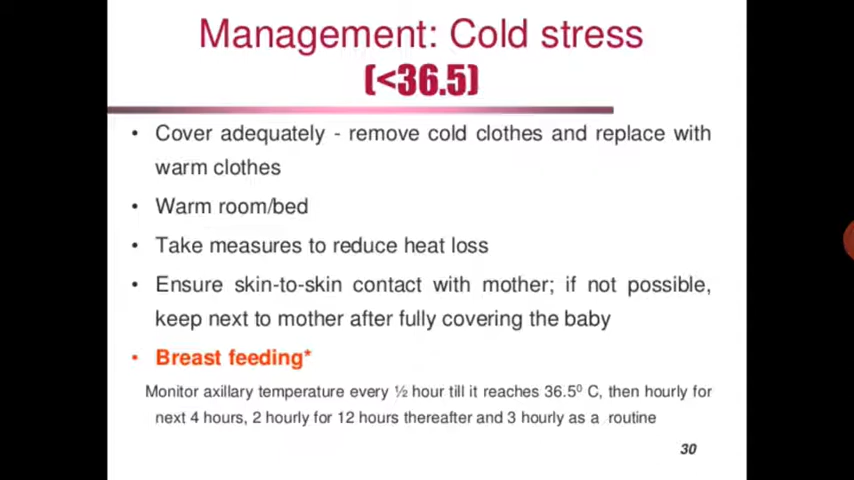 Management: Cold stress
(<36.5)
• Cover adequately - remove cold clothes and replace with
warm clothes
• Warm room/bed
• Take measures to reduce heat loss
• Ensure skin-to-skin contact with mother; if not possible,
keep next to mother after fully covering the baby
• Breast feeding*
Monitor axillary temperature every ½ hour till it reaches 36.5⁰ C, then hourly for
next 4 hours, 2 hourly for 12 hours thereafter and 3 hourly as a routine
30